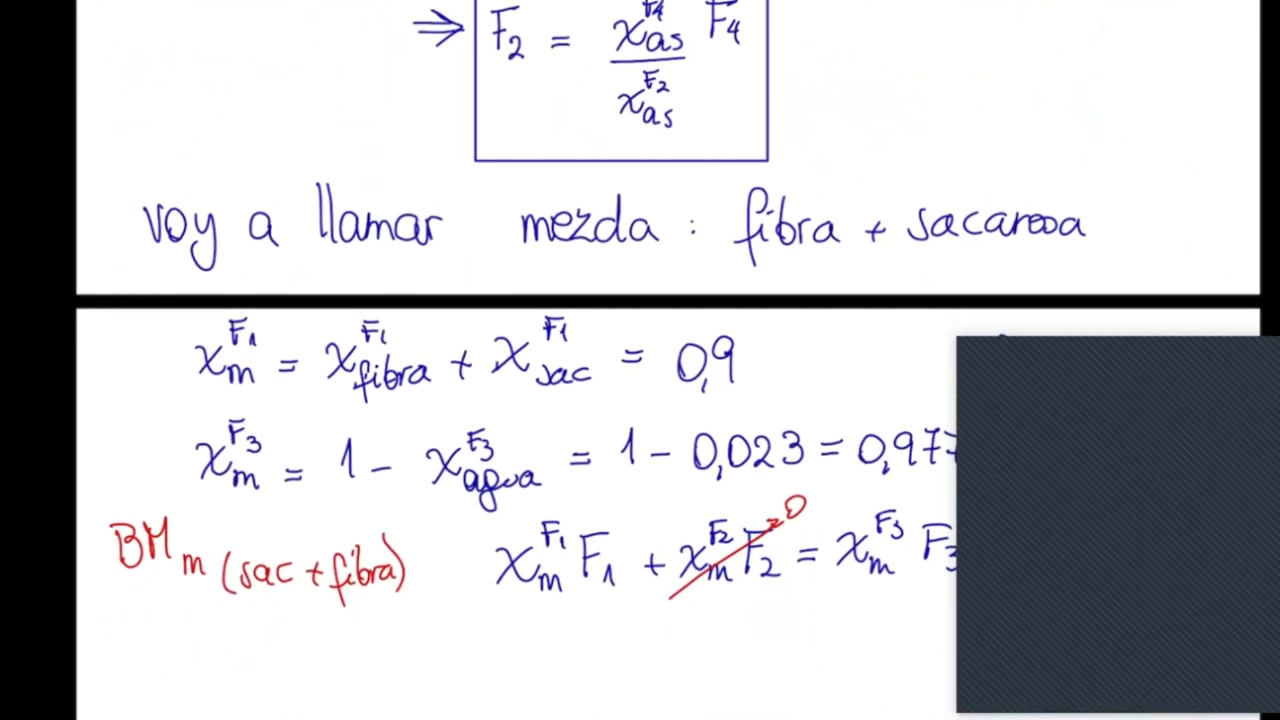 ⇒ F₂ = x_as^F4 / x_as^F2 F₄
voy a llamar mezcla : fibra + sacarosa
x_m^F1 = x_fibra^F1 + x_sac^F1 = 0,9
x_m^F3 = 1 - x_agua^F3 = 1 - 0,023 = 0,977
BM m (sac + fibra) x_m^F1 F₁ + x_m^F2 F₂ = 0 = x_m^F3 F₃